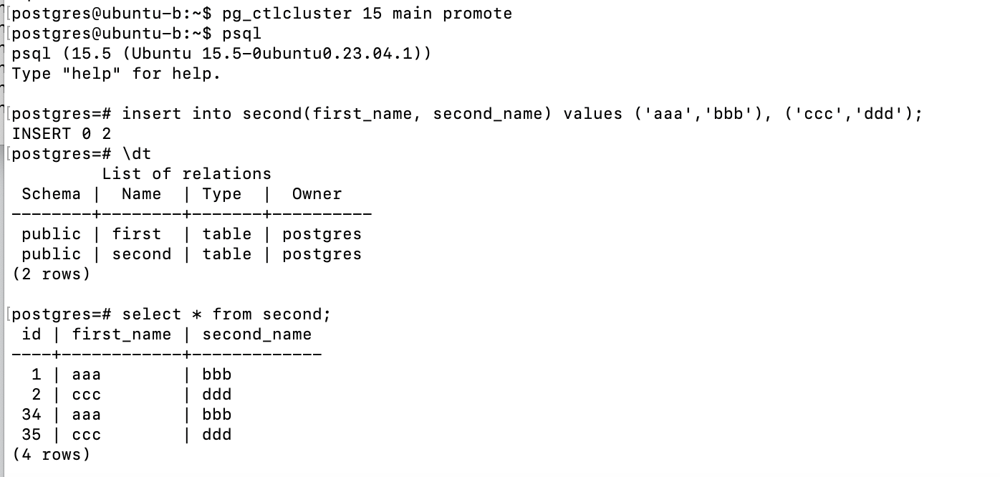 [postgres@ubuntu-b:~$ pg_ctlcluster 15 main promote
[postgres@ubuntu-b:~$ psql
psql (15.5 (Ubuntu 15.5-0ubuntu0.23.04.1))
Type "help" for help.

[postgres=# insert into second(first_name, second_name) values ('aaa','bbb'), ('ccc','ddd');
INSERT 0 2
[postgres=# \dt
         List of relations
 Schema |  Name  | Type  |  Owner
--------+--------+-------+----------
 public | first  | table | postgres
 public | second | table | postgres
(2 rows)

[postgres=# select * from second;
 id | first_name | second_name
----+------------+-------------
  1 | aaa        | bbb
  2 | ccc        | ddd
 34 | aaa        | bbb
 35 | ccc        | ddd
(4 rows)